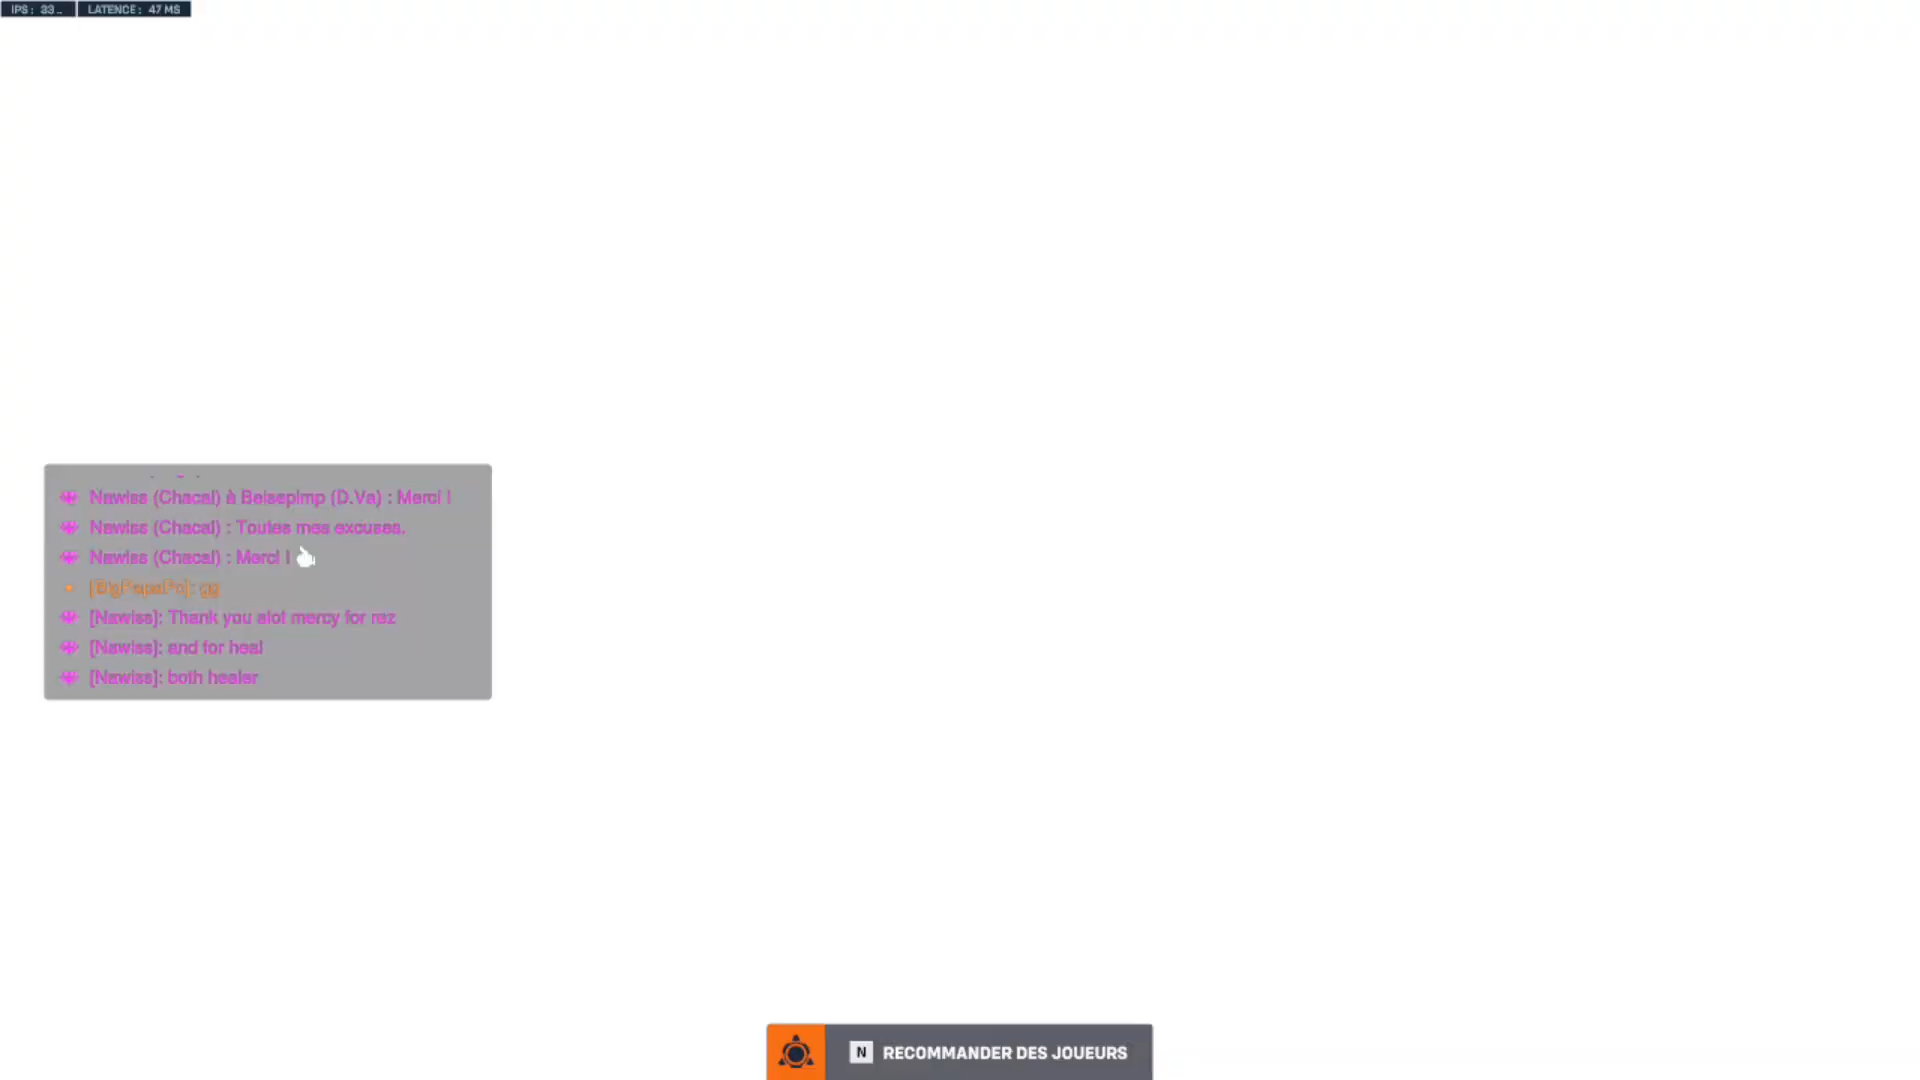 IPS : 33
LATENCE : 47 MS
Nawiss (Chacal) à Beisepimp (D.Va) : Merci !
Nawiss (Chacal) : Toutes mes excuses.
Nawiss (Chacal) : Merci !
gg
[Nawiss]: Thank you alot mercy for rez
[Nawiss]: and for heal
[Nawiss]: both healer
N RECOMMANDER DES JOUEURS